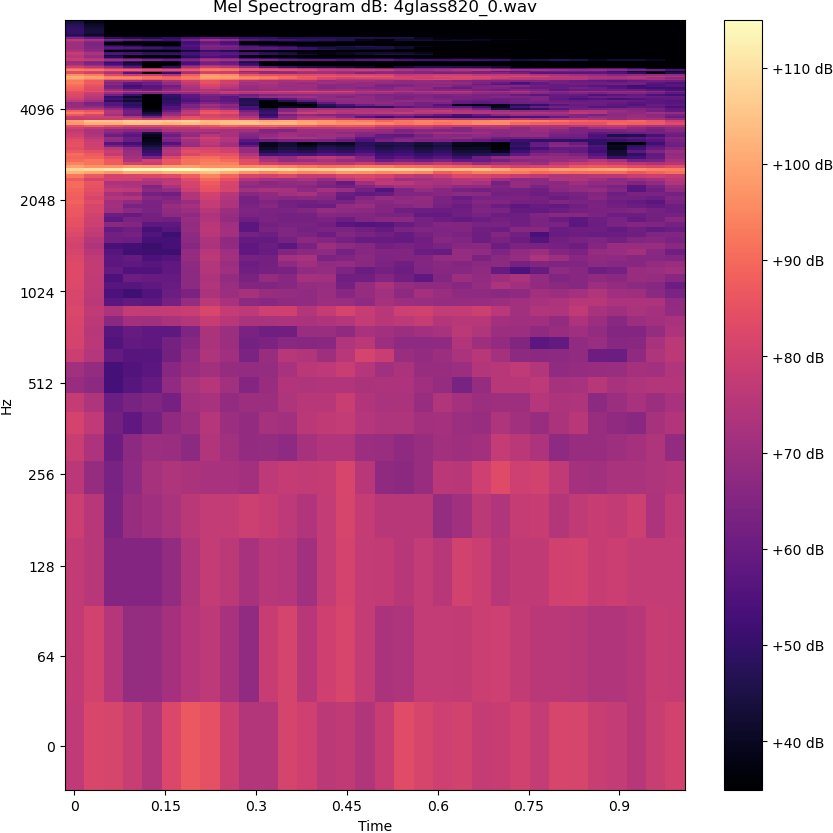 Mel Spectrogram dB: 4glass820_0.wav
Hz
4096
2048
1024
512
256
128
64
0
0
0.15
0.3
0.45
0.6
0.75
0.9
Time
+110 dB
+100 dB
+90 dB
+80 dB
+70 dB
+60 dB
+50 dB
+40 dB